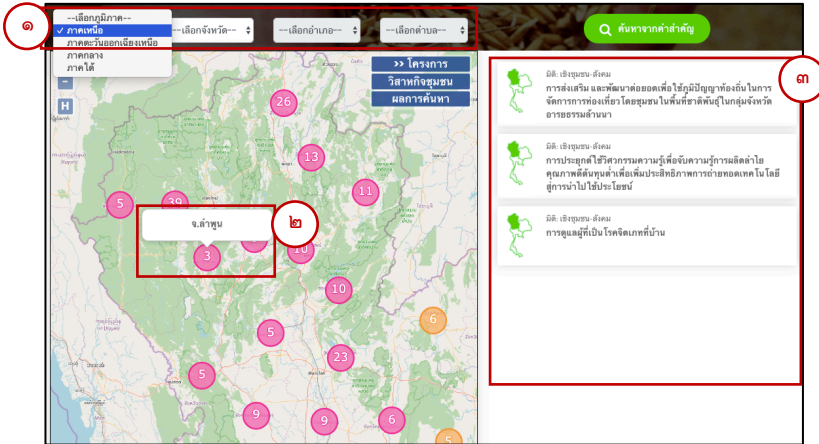 --เลือกภูมิภาค--
✓ ภาคเหนือ
ภาคตะวันออกเฉียงเหนือ
ภาคกลาง
ภาคใต้
--เลือกจังหวัด--
--เลือกอำเภอ--
--เลือกตำบล--
ค้นหาจากคำสำคัญ
๑
-
H
>> โครงการ
วิสาหกิจชุมชน
ผลการค้นหา
26
13
11
5
39
จ.ลำพูน
๒
3
10
10
6
5
23
5
9
9
6
5
๓
มิติ: เชิงชุมชน-สังคม
การส่งเสริม และพัฒนาต่อยอดเพื่อใช้ภูมิปัญญาท้องถิ่นในการ
จัดการการท่องเที่ยวโดยชุมชนในพื้นที่ชาติพันธุ์ในกลุ่มจังหวัด
อารยธรรมล้านนา
มิติ: เชิงชุมชน-สังคม
การประยุกต์ใช้วิศวกรรมความรู้เพื่อจับความรู้การผลิตลำไย
คุณภาพดีต้นทุนต่ำเพื่อเพิ่มประสิทธิภาพการถ่ายทอดเทคโนโลยี
สู่การนำไปใช้ประโยชน์
มิติ: เชิงชุมชน-สังคม
การดูแลผู้ที่เป็นโรคจิตเภทที่บ้าน